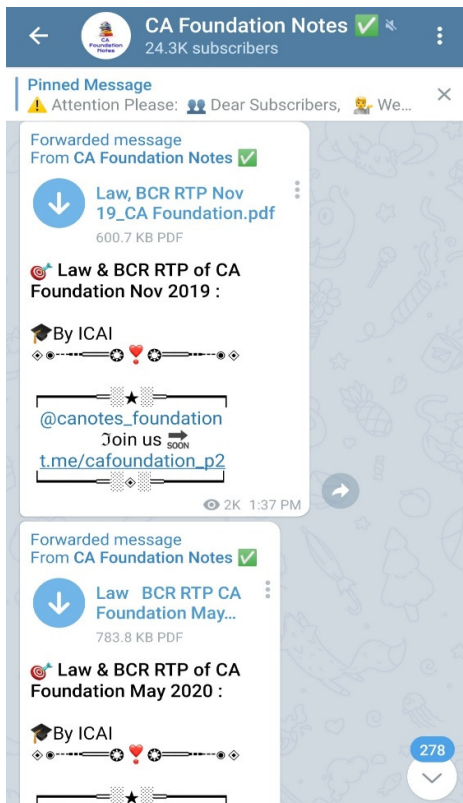 CA Foundation Notes ✅
24.3K subscribers
CA
Foundation
Notes
Pinned Message
⚠️ Attention Please: 👥 Dear Subscribers, 💁‍♂️ We...
Forwarded message
From CA Foundation Notes ✅
Law, BCR RTP Nov
19_CA Foundation.pdf
600.7 KB PDF
🎯 Law & BCR RTP of CA
Foundation Nov 2019 :
🎓By ICAI
@canotes_foundation
Join us 🔜
t.me/cafoundation_p2
2K 1:37 PM
Forwarded message
From CA Foundation Notes ✅
Law BCR RTP CA
Foundation May...
783.8 KB PDF
🎯 Law & BCR RTP of CA
Foundation May 2020 :
🎓By ICAI
278